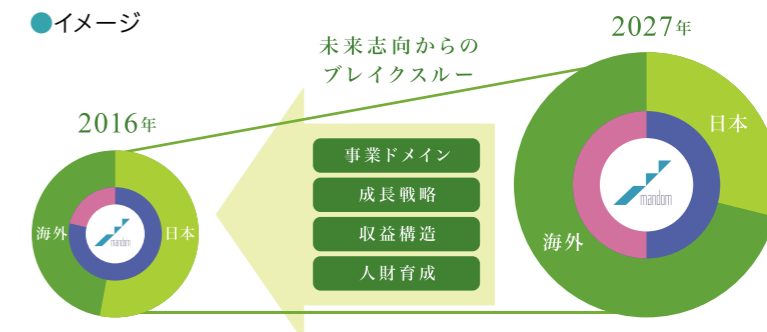 ●イメージ
未来志向からの
ブレイクスルー
2027年
2016年
日本
海外
mandom
海外
日本
mandom
事業ドメイン
成長戦略
収益構造
人財育成